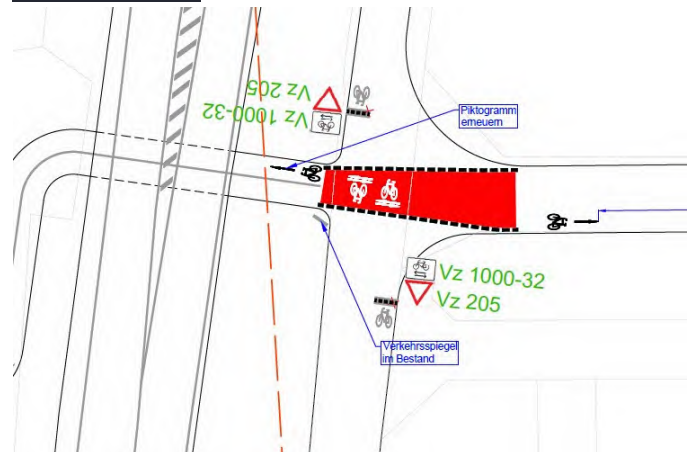 Vz 205
Vz 1000-32
Piktogramm
erneuern
Vz 1000-32
Vz 205
Verkehrsspiegel
im Bestand